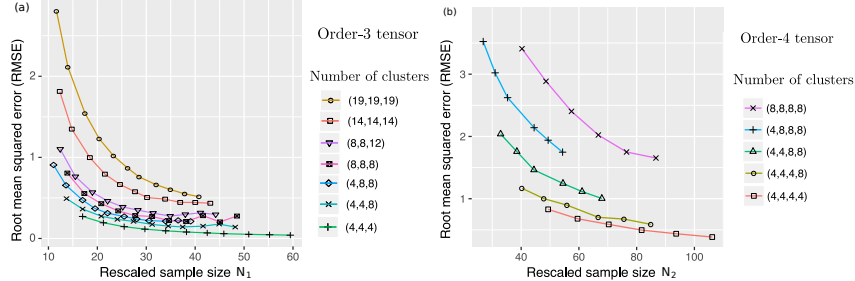 (a)
Root mean squared error (RMSE)
2
1
0
10 20 30 40 50 60
Rescaled sample size N₁
Order-3 tensor
Number of clusters
(19,19,19)
(14,14,14)
(8,8,12)
(8,8,8)
(4,8,8)
(4,4,8)
(4,4,4)
(b)
Root mean squared error (RMSE)
3
2
1
40 60 80 100
Rescaled sample size N₂
Order-4 tensor
Number of clusters
(8,8,8,8)
(4,8,8,8)
(4,4,8,8)
(4,4,4,8)
(4,4,4,4)